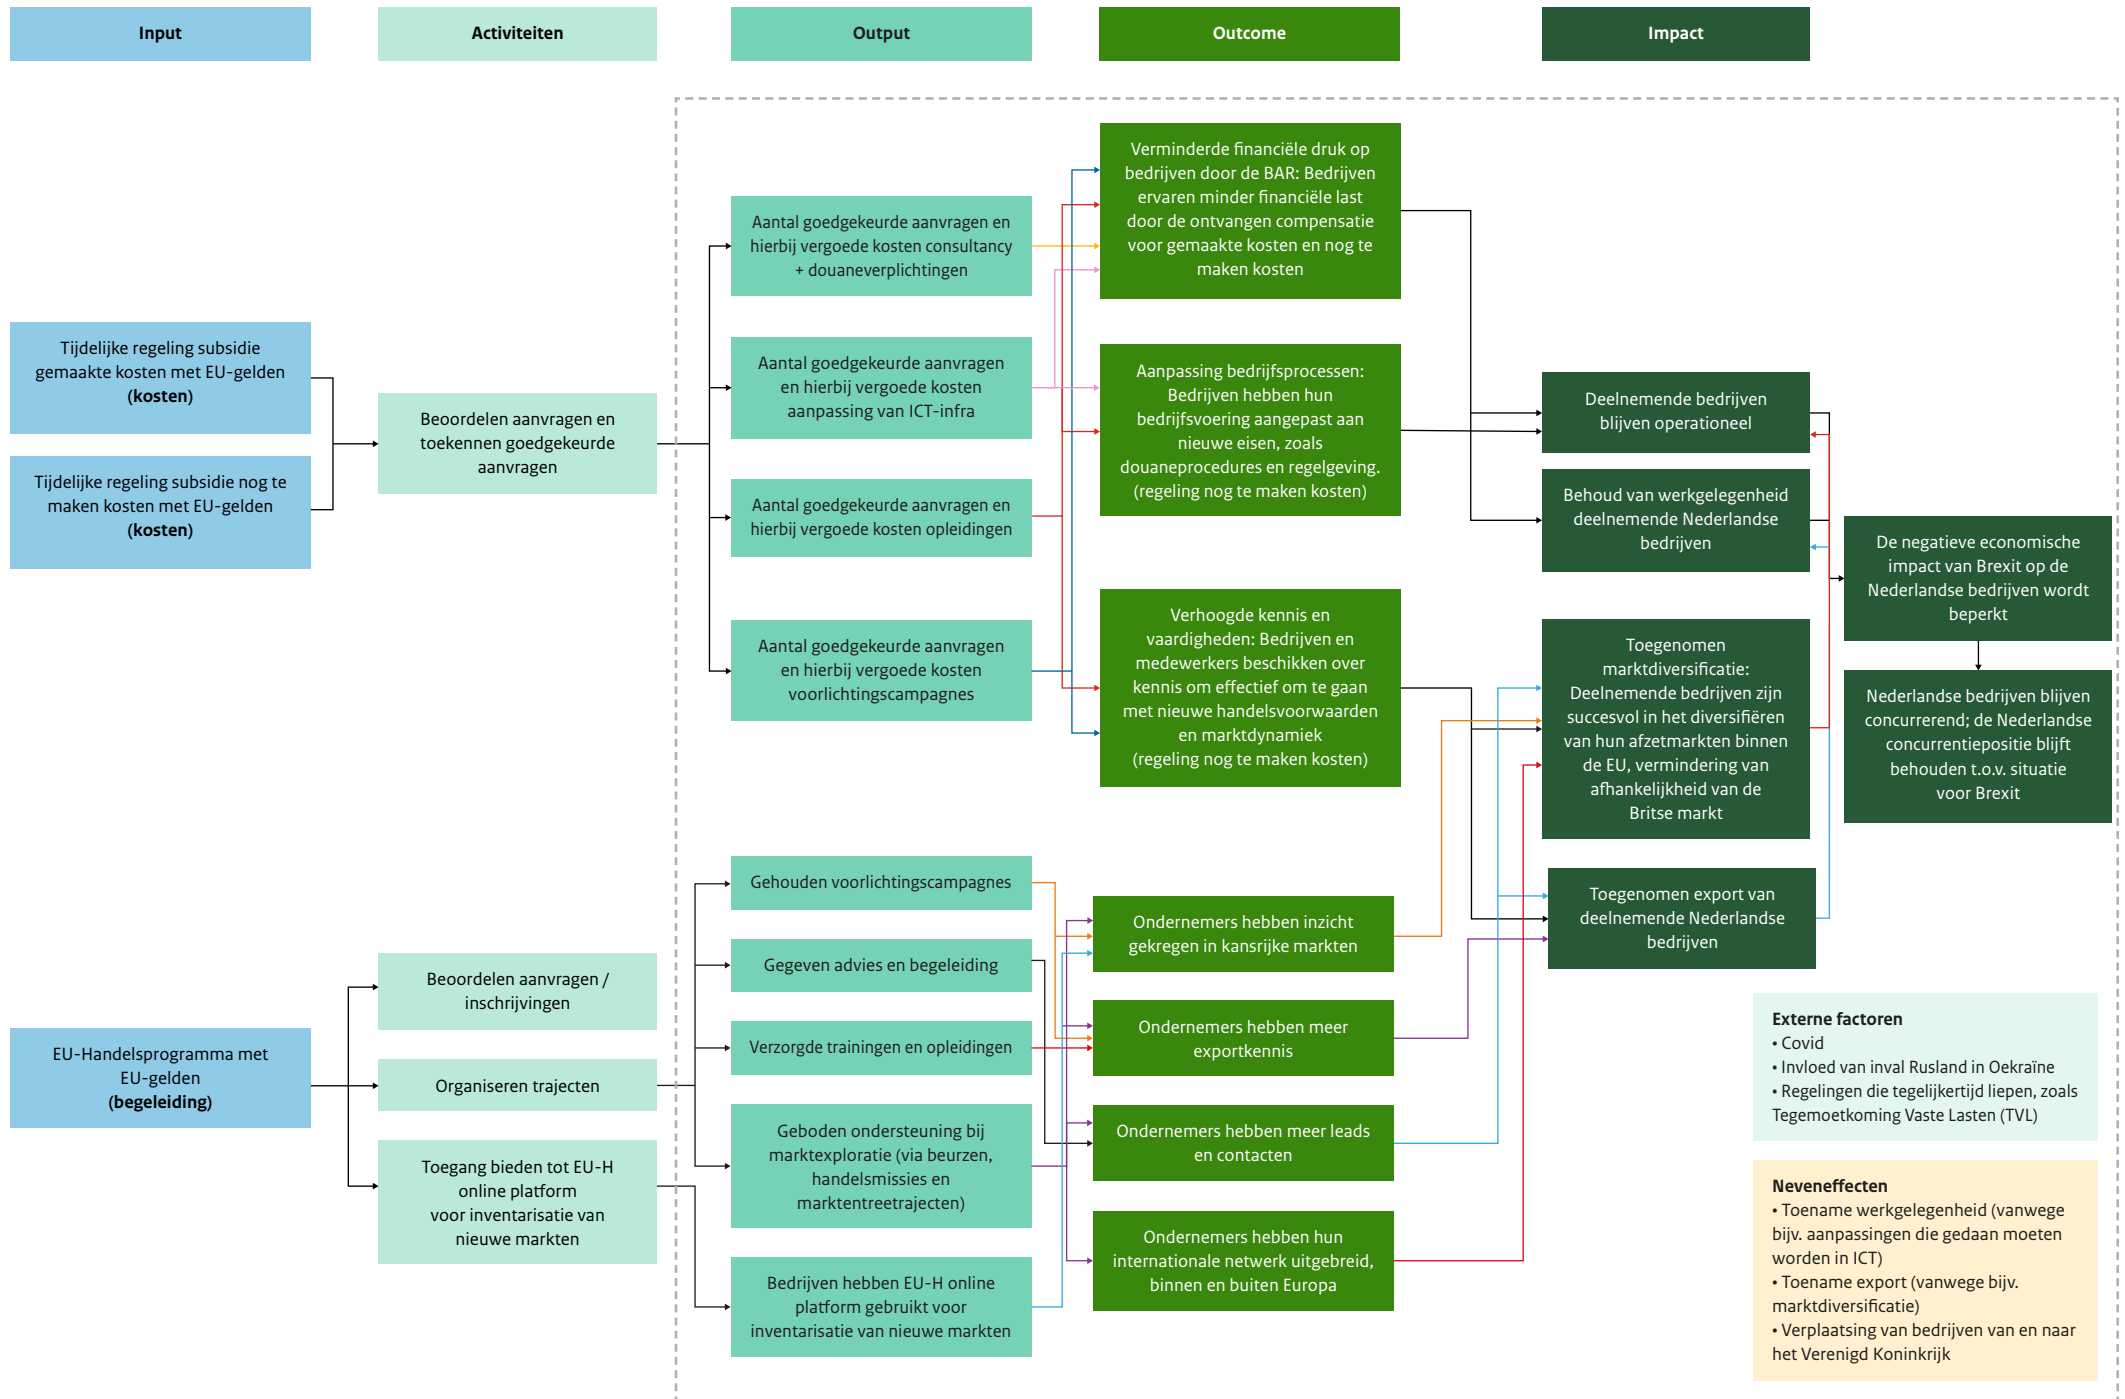 Input
Activiteiten
Output
Outcome
Impact
Tijdelijke regeling subsidie
gemaakte kosten met EU-gelden
(kosten)
Tijdelijke regeling subsidie nog te
maken kosten met EU-gelden
(kosten)
Beoordelen aanvragen en
toekennen goedgekeurde
aanvragen
Aantal goedgekeurde aanvragen en
hierbij vergoede kosten consultancy
+ douaneverplichtingen
Aantal goedgekeurde aanvragen
en hierbij vergoede kosten
aanpassing van ICT-infra
Aantal goedgekeurde aanvragen en
hierbij vergoede kosten opleidingen
Aantal goedgekeurde aanvragen
en hierbij vergoede kosten
voorlichtingscampagnes
Verminderde financiële druk op
bedrijven door de BAR: Bedrijven
ervaren minder financiële last
door de ontvangen compensatie
voor gemaakte kosten en nog te
maken kosten
Aanpassing bedrijfsprocessen:
Bedrijven hebben hun
bedrijfsvoering aangepast aan
nieuwe eisen, zoals
douaneprocedures en regelgeving.
(regeling nog te maken kosten)
Verhoogde kennis en
vaardigheden: Bedrijven en
medewerkers beschikken over
kennis om effectief om te gaan
met nieuwe handelsvoorwaarden
en marktdynamiek
(regeling nog te maken kosten)
Deelnemende bedrijven
blijven operationeel
Behoud van werkgelegenheid
deelnemende Nederlandse
bedrijven
Toegenomen
marktdiversificatie:
Deelnemende bedrijven zijn
succesvol in het diversifiëren
van hun afzetmarkten binnen
de EU, vermindering van
afhankelijkheid van de
Britse markt
Toegenomen export van
deelnemende Nederlandse
bedrijven
De negatieve economische
impact van Brexit op de
Nederlandse bedrijven wordt
beperkt
Nederlandse bedrijven blijven
concurrerend; de Nederlandse
concurrentiepositie blijft
behouden t.o.v. situatie
voor Brexit
EU-Handelsprogramma met
EU-gelden
(begeleiding)
Beoordelen aanvragen /
inschrijvingen
Organiseren trajecten
Toegang bieden tot EU-H
online platform
voor inventarisatie van
nieuwe markten
Gehouden voorlichtingscampagnes
Gegeven advies en begeleiding
Verzorgde trainingen en opleidingen
Geboden ondersteuning bij
marktexploratie (via beurzen,
handelsmissies en
marktentreetrajecten)
Bedrijven hebben EU-H online
platform gebruikt voor
inventarisatie van nieuwe markten
Ondernemers hebben inzicht
gekregen in kansrijke markten
Ondernemers hebben meer
exportkennis
Ondernemers hebben meer leads
en contacten
Ondernemers hebben hun
internationale netwerk uitgebreid,
binnen en buiten Europa
Externe factoren
• Covid
• Invloed van inval Rusland in Oekraïne
• Regelingen die tegelijkertijd liepen, zoals
Tegemoetkoming Vaste Lasten (TVL)
Neveneffecten
• Toename werkgelegenheid (vanwege
bijv. aanpassingen die gedaan moeten
worden in ICT)
• Toename export (vanwege bijv.
marktdiversificatie)
• Verplaatsing van bedrijven van en naar
het Verenigd Koninkrijk